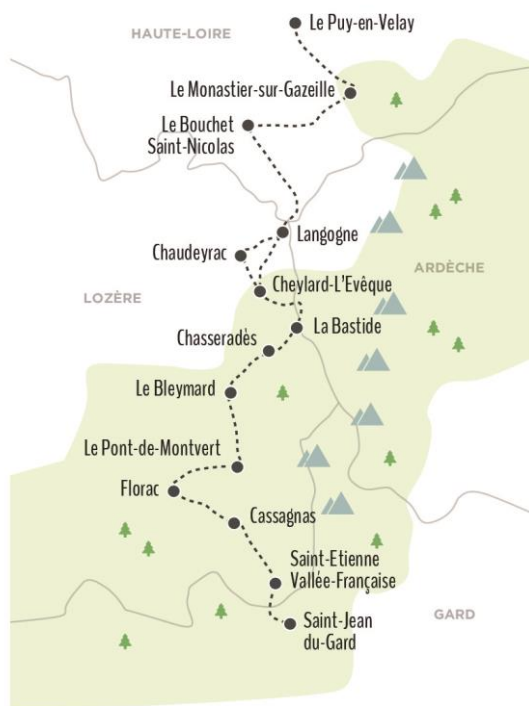 Le Puy-en-Velay
HAUTE-LOIRE
Le Monastier-sur-Gazeille
Le Bouchet
Saint-Nicolas
Langogne
Chaudeyrac
ARDÈCHE
Cheylard-L'Evêque
LOZÈRE
La Bastide
Chasseradès
Le Bleymard
Le Pont-de-Montvert
Florac
Cassagnas
Saint-Etienne
Vallée-Française
Saint-Jean
du-Gard
GARD